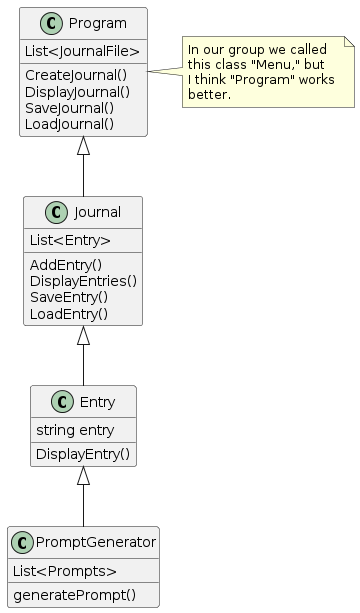 C Program
List<JournalFile>
CreateJournal()
DisplayJournal()
SaveJournal()
LoadJournal()
In our group we called
this class "Menu," but
I think "Program" works
better.
C Journal
List<Entry>
AddEntry()
DisplayEntries()
SaveEntry()
LoadEntry()
C Entry
string entry
DisplayEntry()
C PromptGenerator
List<Prompts>
generatePrompt()